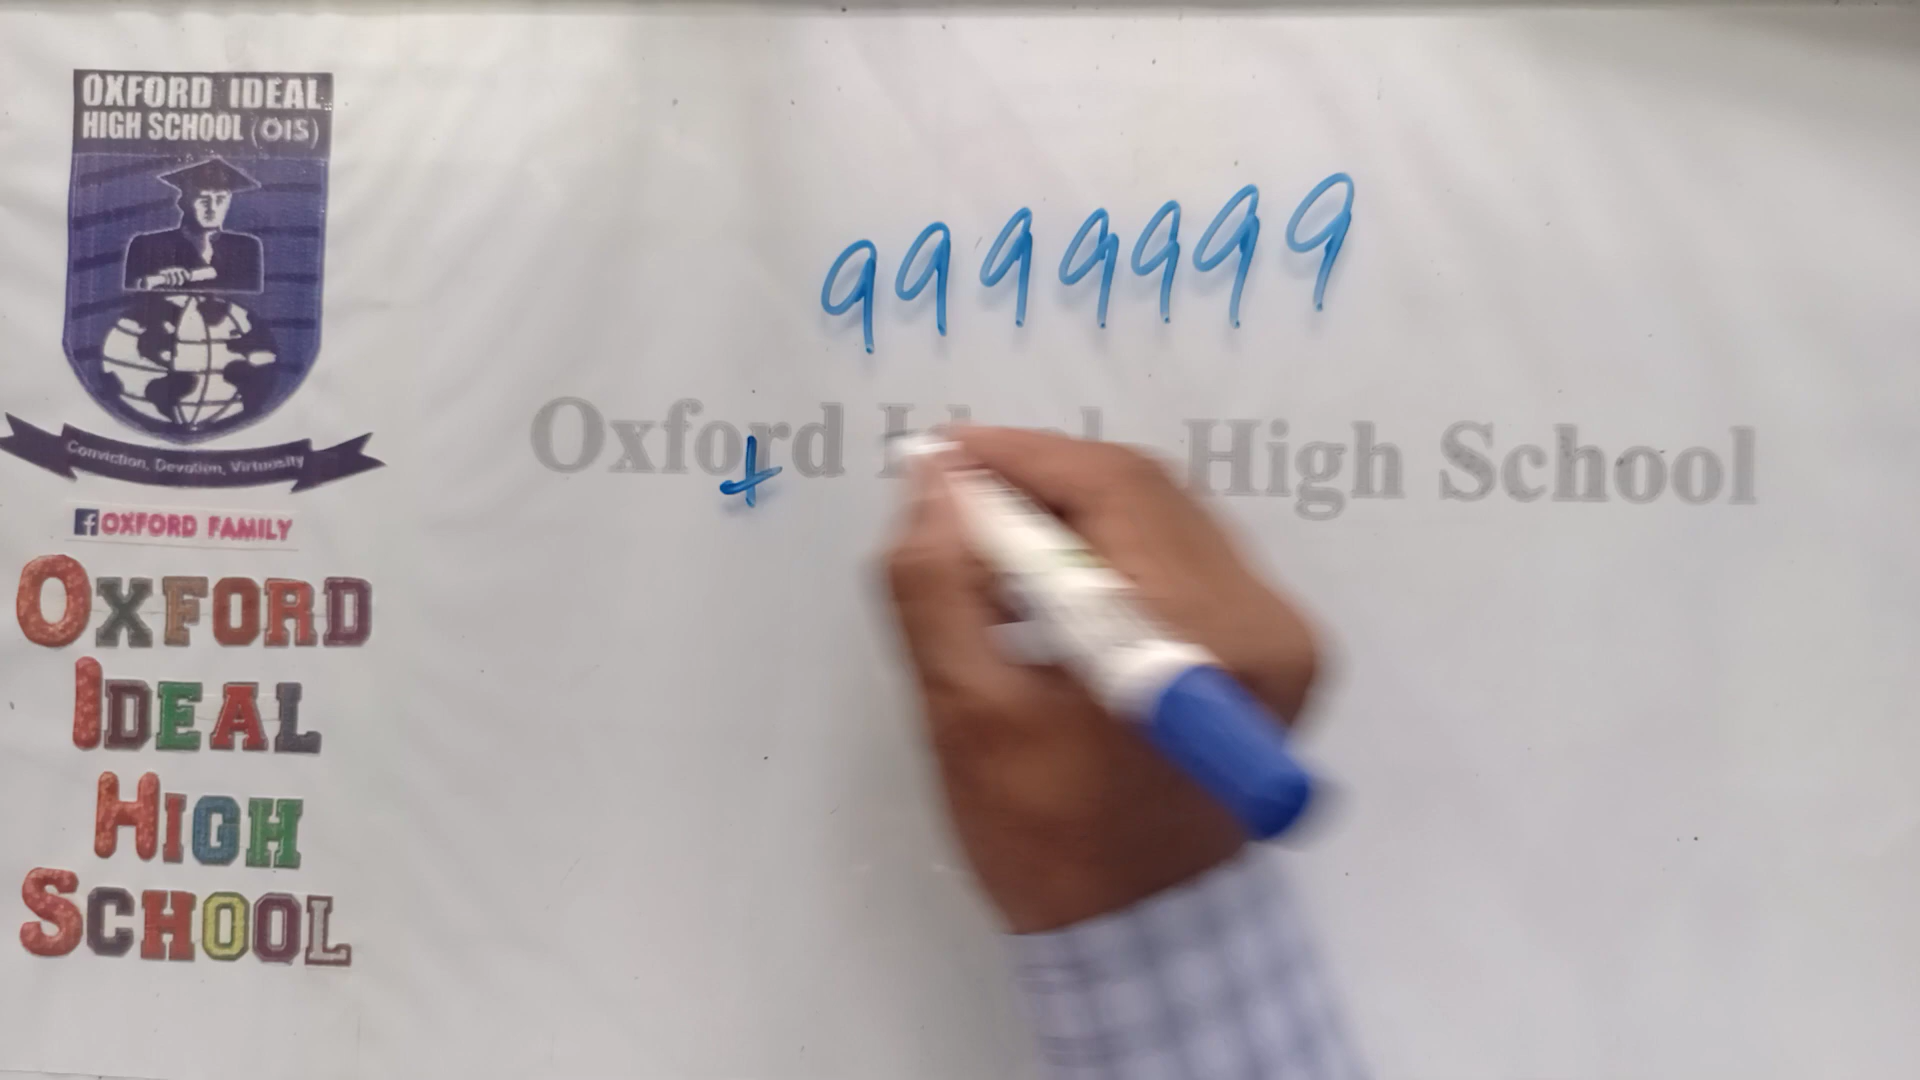 OXFORD IDEAL
HIGH SCHOOL (OIS)
Conviction, Devotion, Virtuosity
f OXFORD FAMILY
OXFORD
IDEAL
HIGH
SCHOOL
9999999
Oxford High School
+